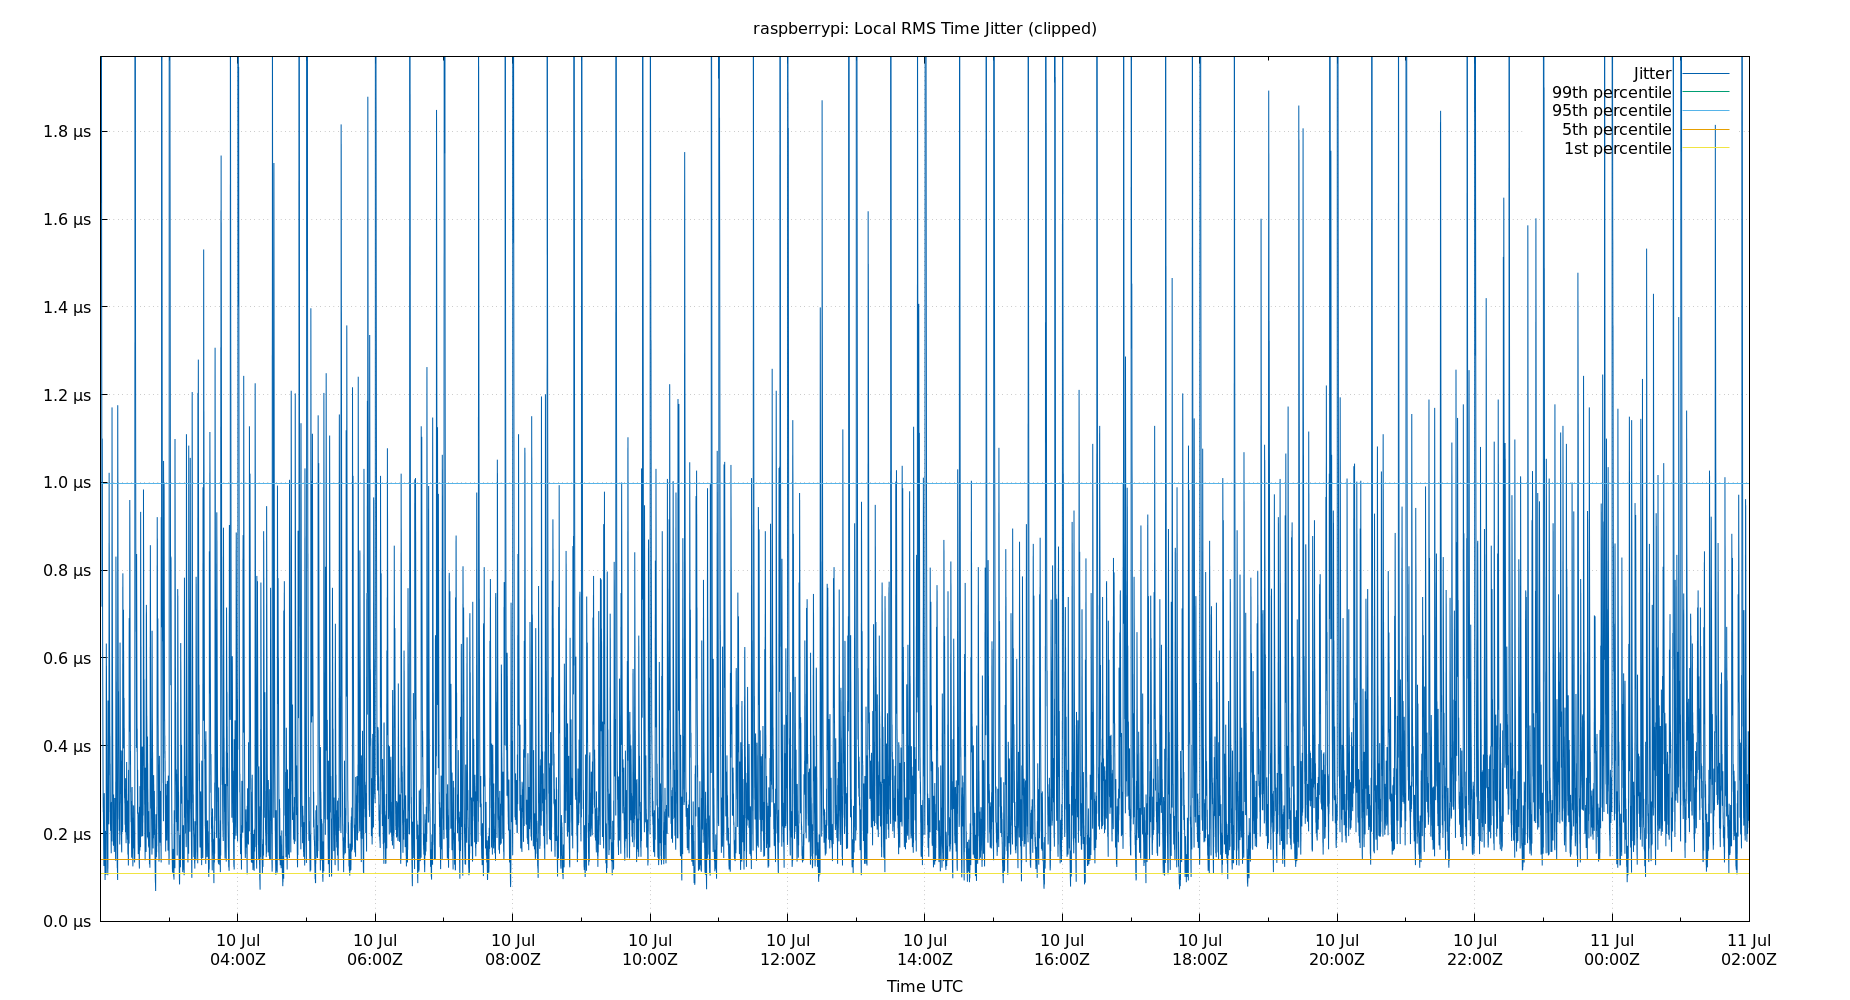 raspberrypi: Local RMS Time Jitter (clipped)
Jitter
99th percentile
95th percentile
5th percentile
1st percentile
1.8 µs
1.6 µs
1.4 µs
1.2 µs
1.0 µs
0.8 µs
0.6 µs
0.4 µs
0.2 µs
0.0 µs
10 Jul 10 Jul 10 Jul 10 Jul 10 Jul 10 Jul 10 Jul 10 Jul 10 Jul 10 Jul 11 Jul 11 Jul
04:00Z 06:00Z 08:00Z 10:00Z 12:00Z 14:00Z 16:00Z 18:00Z 20:00Z 22:00Z 00:00Z 02:00Z
Time UTC